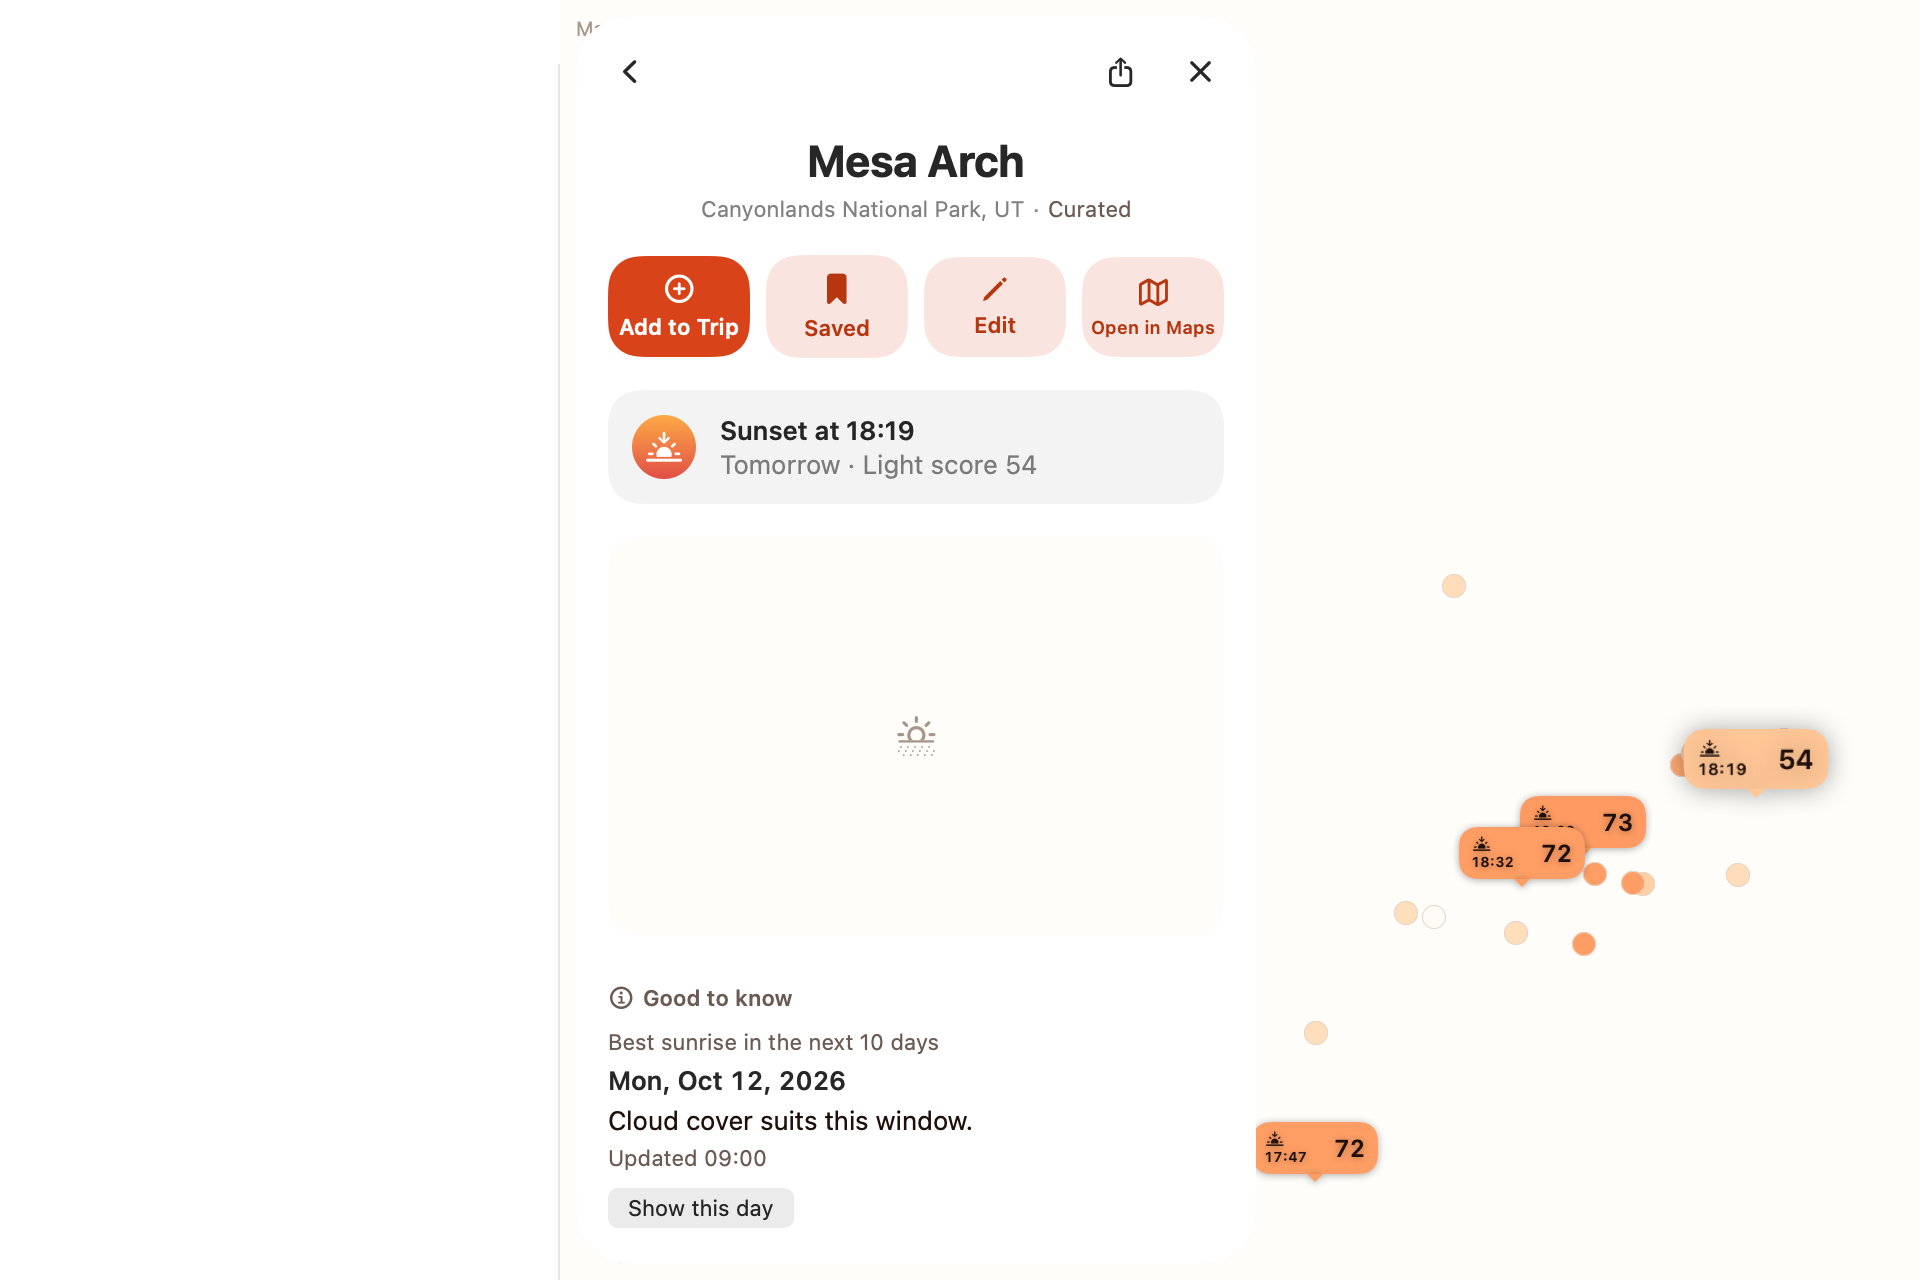 Mesa Arch
Canyonlands National Park, UT · Curated
Add to Trip
Saved
Edit
Open in Maps
Sunset at 18:19
Tomorrow · Light score 54
Good to know
Best sunrise in the next 10 days
Mon, Oct 12, 2026
Cloud cover suits this window.
Updated 09:00
Show this day
18:19 54
73
18:32 72
17:47 72